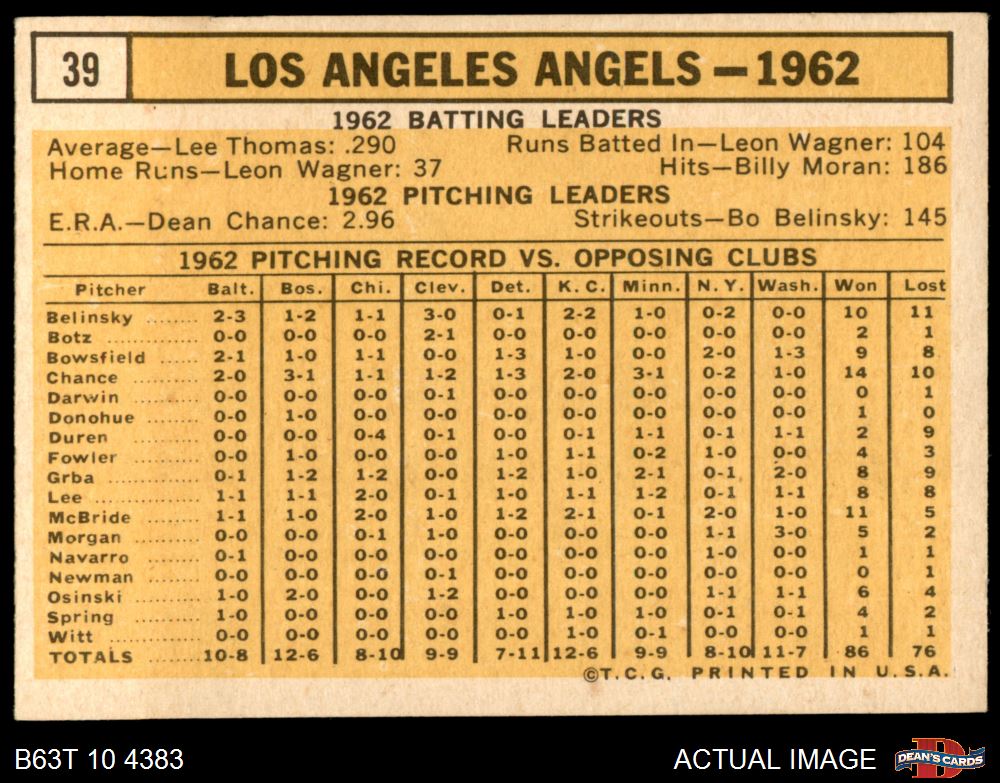 39
LOS ANGELES ANGELS — 1962
1962 BATTING LEADERS
Average—Lee Thomas: .290 Runs Batted In—Leon Wagner: 104
Home Runs—Leon Wagner: 37 Hits—Billy Moran: 186
1962 PITCHING LEADERS
E.R.A.—Dean Chance: 2.96 Strikeouts—Bo Belinsky: 145
1962 PITCHING RECORD VS. OPPOSING CLUBS
Pitcher Balt. Bos. Chi. Clev. Det. K. C. Minn. N. Y. Wash. Won Lost
Belinsky ........ 2-3 1-2 1-1 3-0 0-1 2-2 1-0 0-2 0-0 10 11
Botz ............. 0-0 0-0 0-0 2-1 0-0 0-0 0-0 0-0 0-0 2 1
Bowsfield ...... 2-1 1-0 1-1 0-0 1-3 1-0 0-0 2-0 1-3 9 8
Chance .......... 2-0 3-1 1-1 1-2 1-3 2-0 3-1 0-2 1-0 14 10
Darwin .......... 0-0 0-0 0-0 0-1 0-0 0-0 0-0 0-0 0-0 0 1
Donohue ........ 0-0 1-0 0-0 0-0 0-0 0-0 0-0 0-0 0-0 1 0
Duren ........... 0-0 0-0 0-4 0-1 0-0 0-1 1-1 0-1 1-1 2 9
Fowler .......... 0-0 1-0 0-0 0-0 1-0 1-1 0-2 1-0 0-0 4 3
Grba ............ 0-1 1-2 1-2 0-1 1-2 1-0 2-1 0-1 2-0 8 9
Lee .............. 1-1 1-1 2-0 0-1 1-0 1-1 1-2 0-1 1-1 8 8
McBride ........ 1-1 1-0 2-0 1-0 1-2 2-1 0-1 2-0 1-0 11 5
Morgan ......... 0-0 0-0 0-1 1-0 0-0 0-0 0-0 1-1 3-0 5 2
Navarro ........ 0-1 0-0 0-0 0-0 0-0 0-0 0-0 1-0 0-0 1 1
Newman ........ 0-0 0-0 0-0 0-1 0-0 0-0 0-0 0-0 0-0 0 1
Osinski ......... 1-0 2-0 0-0 1-2 0-0 0-0 0-0 1-1 1-1 6 4
Spring .......... 1-0 0-0 0-0 0-0 1-0 1-0 1-0 0-1 0-1 4 2
Witt ............. 0-0 0-0 0-0 0-0 0-0 1-0 0-1 0-0 0-0 1 1
TOTALS ....... 10-8 12-6 8-10 9-9 7-11 12-6 9-9 8-10 11-7 86 76
©T.C.G. PRINTED IN U.S.A.
B63T 10 4383 ACTUAL IMAGE D DEAN'S CARDS